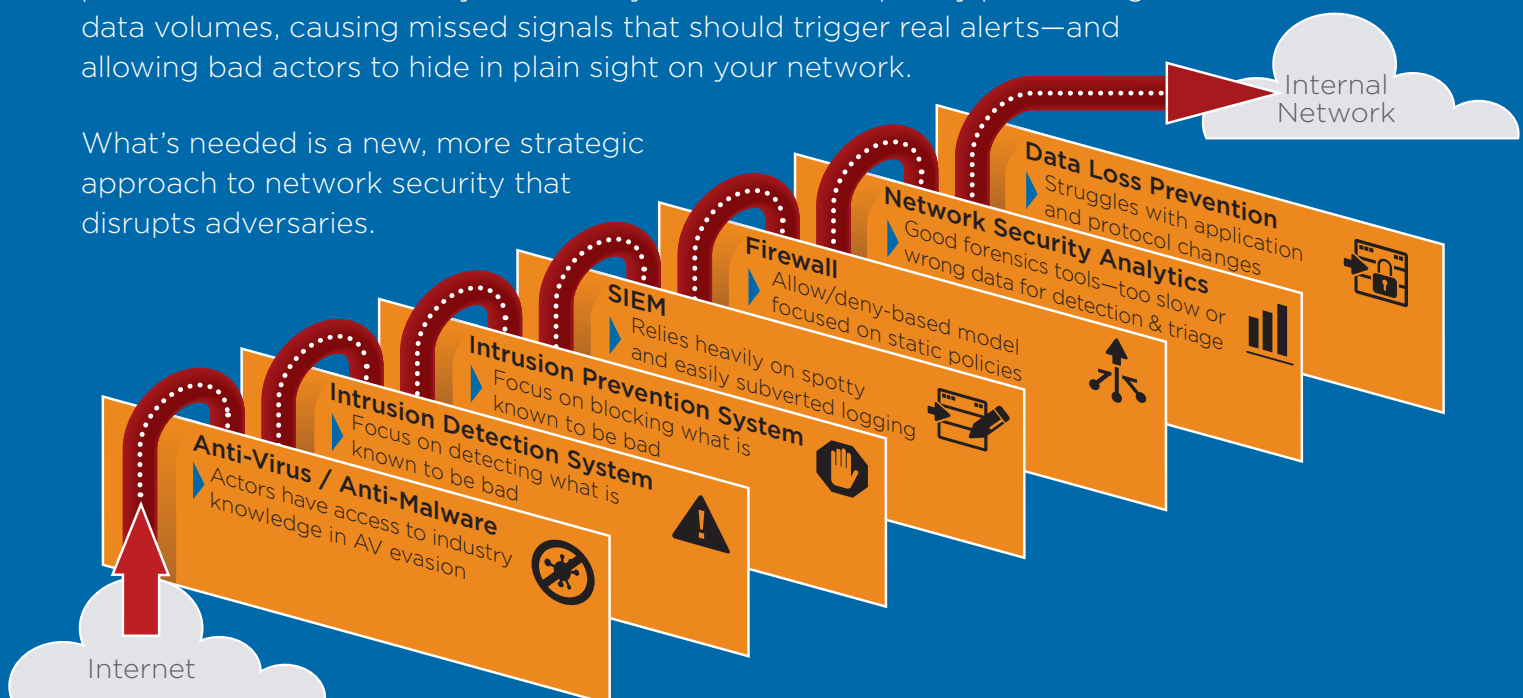 data volumes, causing missed signals that should trigger real alerts—and
allowing bad actors to hide in plain sight on your network.
What’s needed is a new, more strategic
approach to network security that
disrupts adversaries.
Internal
Network
Data Loss Prevention
Struggles with application
and protocol changes
Network Security Analytics
Good forensics tools—too slow or
wrong data for detection & triage
Firewall
Allow/deny-based model
focused on static policies
SIEM
Relies heavily on spotty
and easily subverted logging
Intrusion Prevention System
Focus on blocking what is
known to be bad
Intrusion Detection System
Focus on detecting what is
known to be bad
Anti-Virus / Anti-Malware
Actors have access to industry
knowledge in AV evasion
Internet